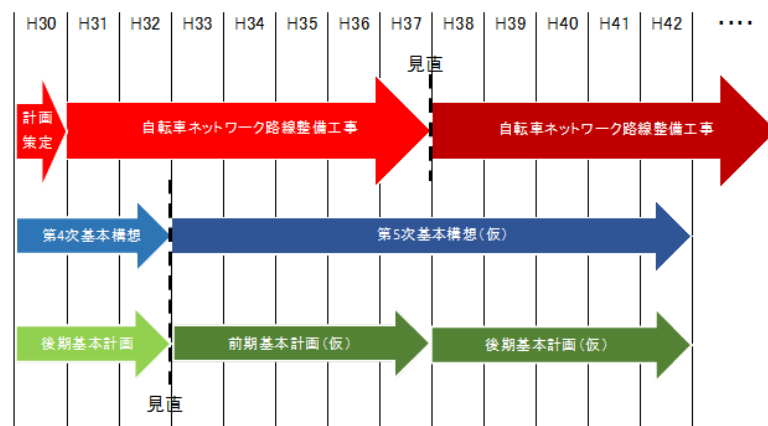 H30 H31 H32 H33 H34 H35 H36 H37 H38 H39 H40 H41 H42 ････
見直
計画
策定
自転車ネットワーク路線整備工事
自転車ネットワーク路線整備工事
第4次基本構想
第5次基本構想(仮)
後期基本計画
前期基本計画(仮)
後期基本計画(仮)
見直